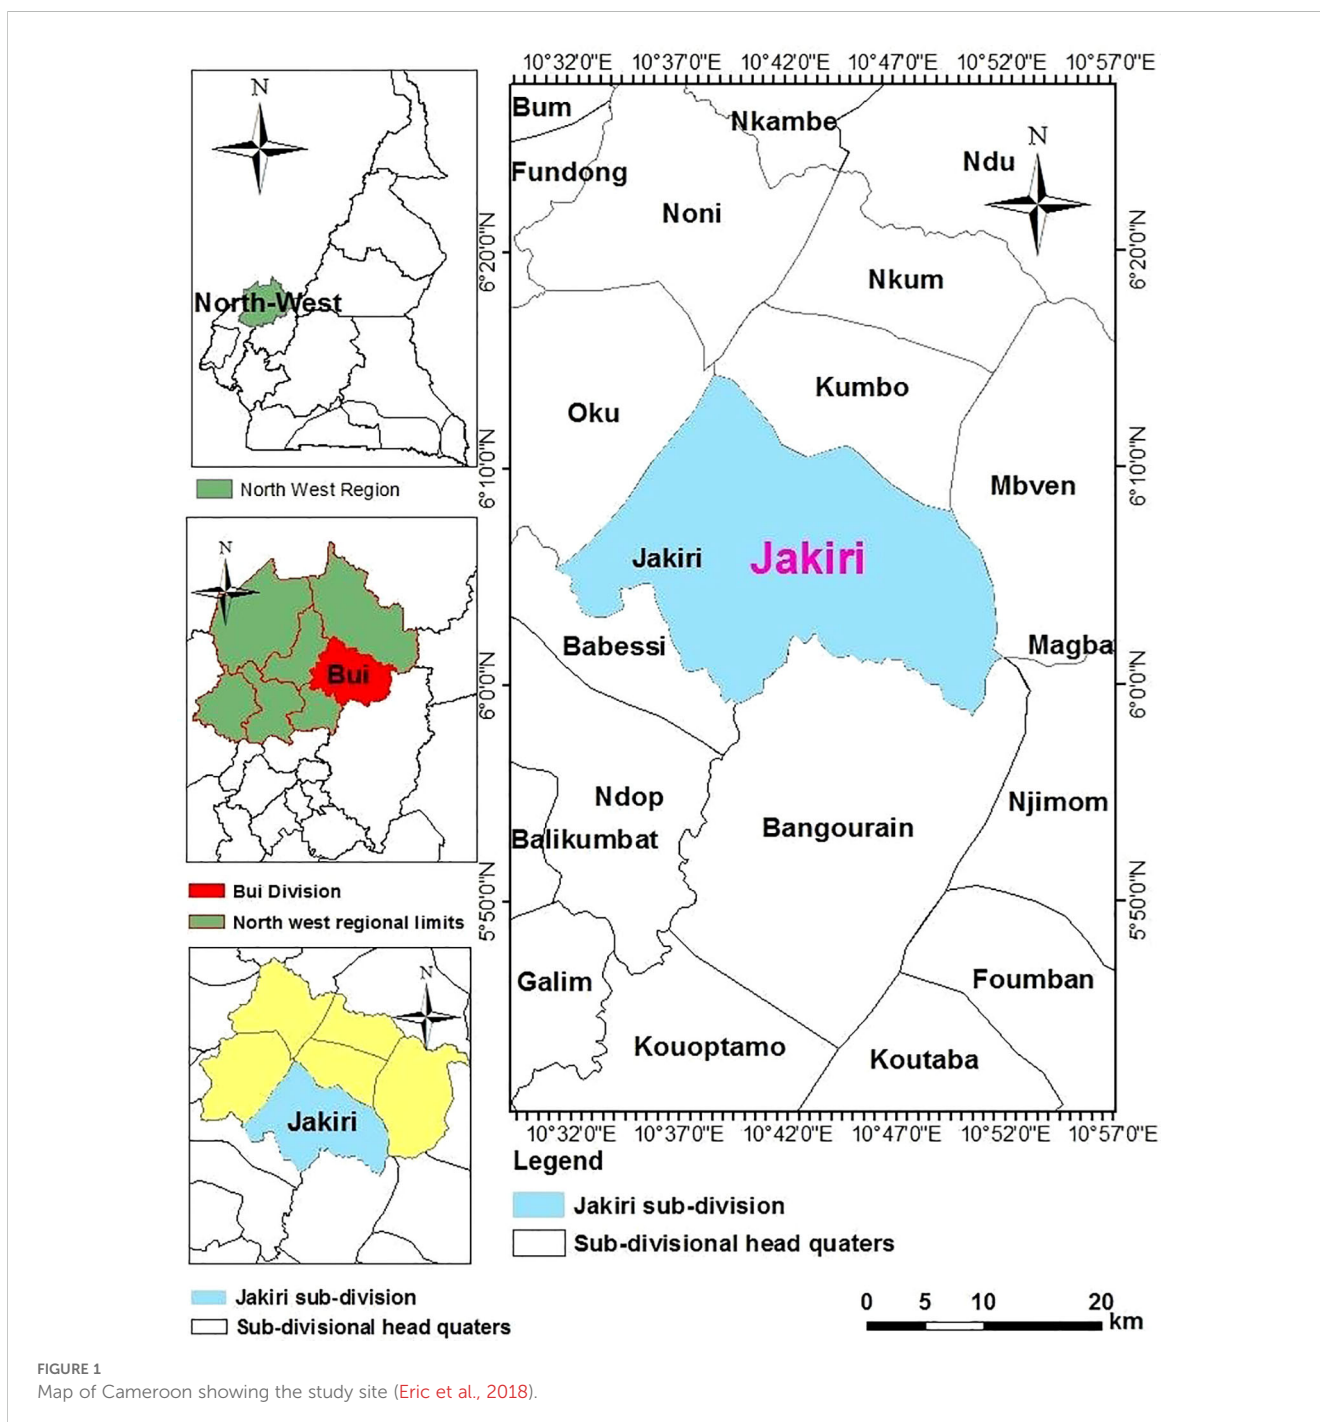 N
North-West
North West Region
N
Bui
Bui Division
North west regional limits
N
Jakiri
Jakiri sub-division
Sub-divisional head quaters
10°32'0"E 10°37'0"E 10°42'0"E 10°47'0"E 10°52'0"E 10°57'0"E
Bum
Nkambe
N
Ndu
Fundong
Noni
6°20'0"N
6°20'0"N
Nkum
Kumbo
Oku
6°10'0"N
6°10'0"N
Mbven
Jakiri
Jakiri
Babessi
Magba
6°0'0"N
6°0'0"N
Ndop
Njimom
Bangourain
Balikumbat
5°50'0"N
5°50'0"N
Galim
Foumban
Kouoptamo
Koutaba
10°32'0"E 10°37'0"E 10°42'0"E 10°47'0"E 10°52'0"E 10°57'0"E
Legend
Jakiri sub-division
Sub-divisional head quaters
0 5 10 20
km
FIGURE 1
Map of Cameroon showing the study site (Eric et al., 2018).